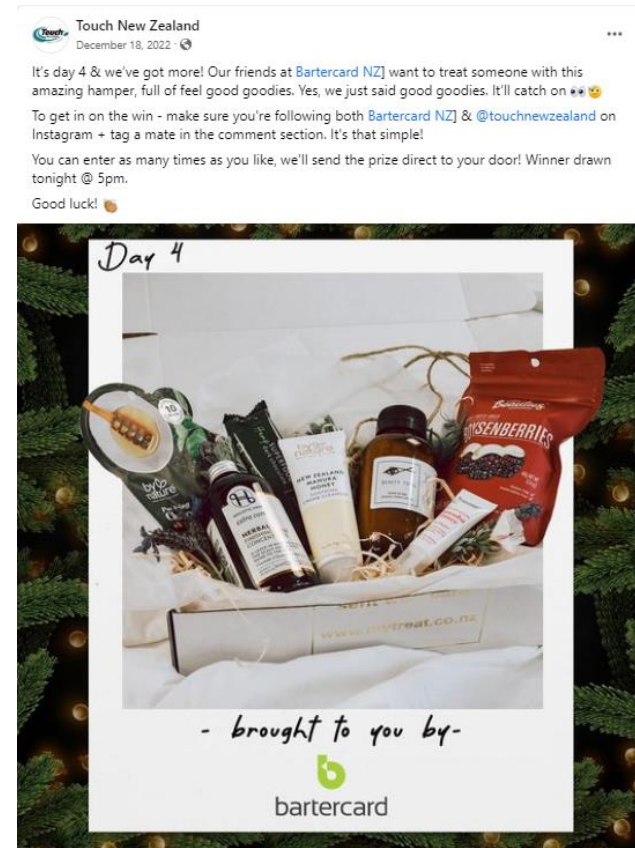 Touch New Zealand
December 18, 2022 ·
It's day 4 & we've got more! Our friends at Bartercard NZ] want to treat someone with this
amazing hamper, full of feel good goodies. Yes, we just said good goodies. It'll catch on 👀🫡
To get in on the win - make sure you're following both Bartercard NZ] & @touchnewzealand on
Instagram + tag a mate in the comment section. It's that simple!
You can enter as many times as you like, we'll send the prize direct to your door! Winner drawn
tonight @ 5pm.
Good luck! 👏🏽
Day 4
10
by nature
HERBAL
by nature
NEW ZEALAND
MANUKA
HONEY
BOYSENBERRIES
www.mytreat.co.nz
- brought to you by-
b
bartercard